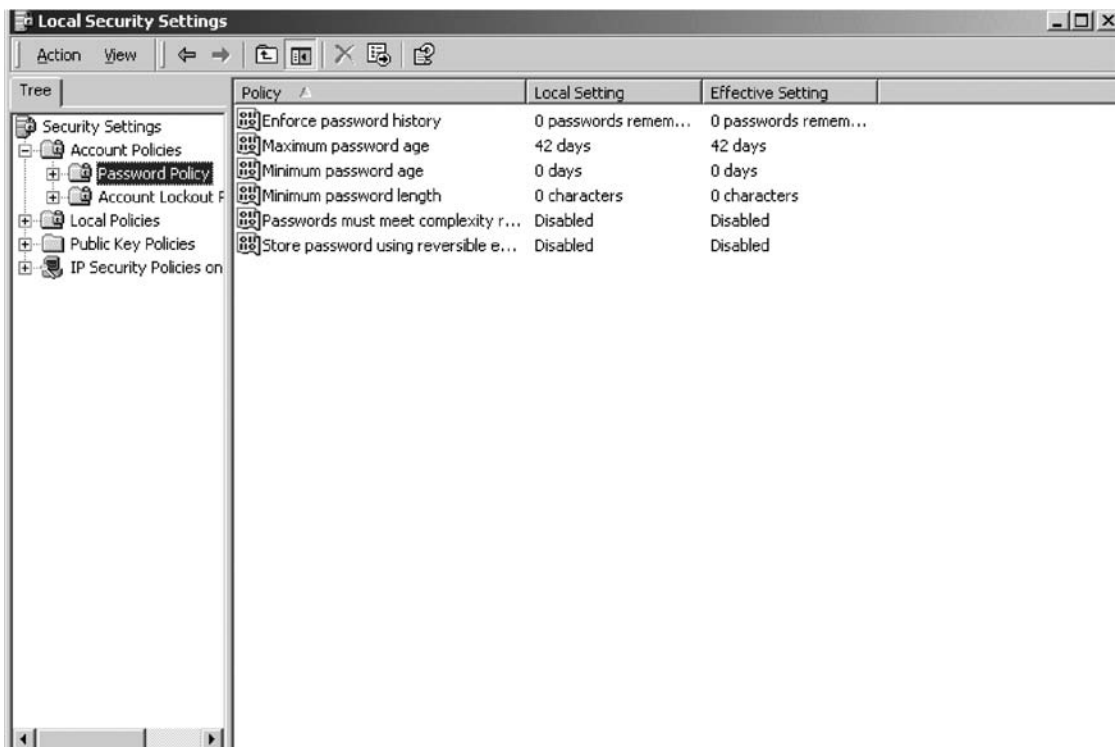 Local Security Settings
Action View
Tree
Security Settings
Account Policies
Password Policy
Account Lockout P
Local Policies
Public Key Policies
IP Security Policies on
Policy Local Setting Effective Setting
Enforce password history 0 passwords remem... 0 passwords remem...
Maximum password age 42 days 42 days
Minimum password age 0 days 0 days
Minimum password length 0 characters 0 characters
Passwords must meet complexity r... Disabled Disabled
Store password using reversible e... Disabled Disabled